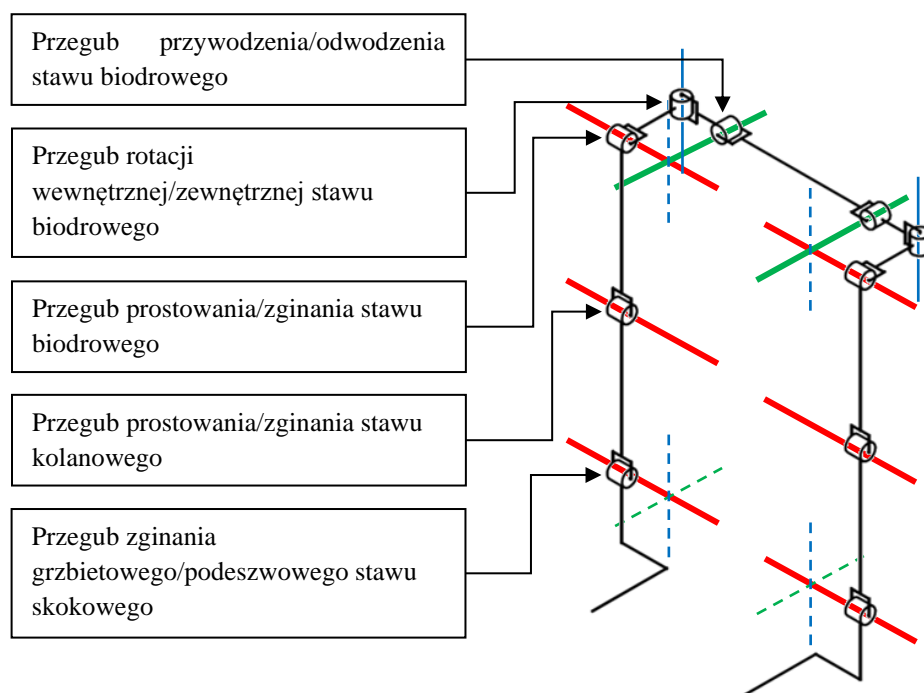 Przegub przywodzenia/odwodzenia
stawu biodrowego
Przegub rotacji
wewnętrznej/zewnętrznej stawu
biodrowego
Przegub prostowania/zginania stawu
biodrowego
Przegub prostowania/zginania stawu
kolanowego
Przegub zginania
grzbietowego/podeszwowego stawu
skokowego